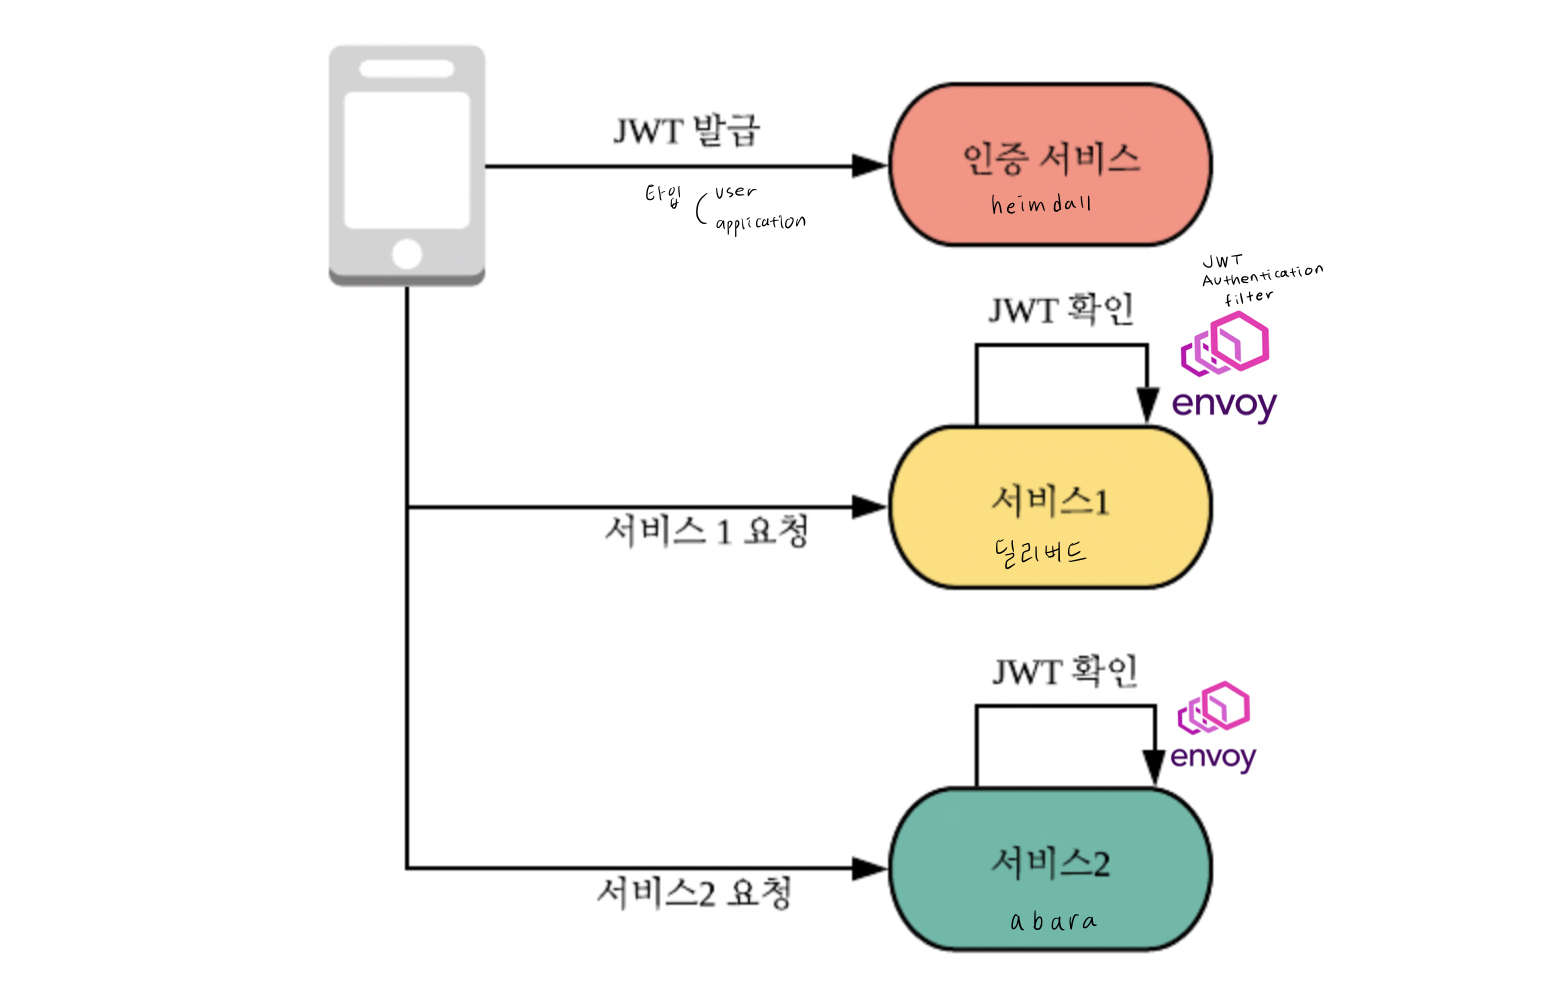 JWT 발급
타입
user
application
인증 서비스
heimdall
JWT
Authentication
filter
JWT 확인
envoy
서비스1
딜리버드
서비스 1 요청
JWT 확인
envoy
서비스2
abara
서비스2 요청